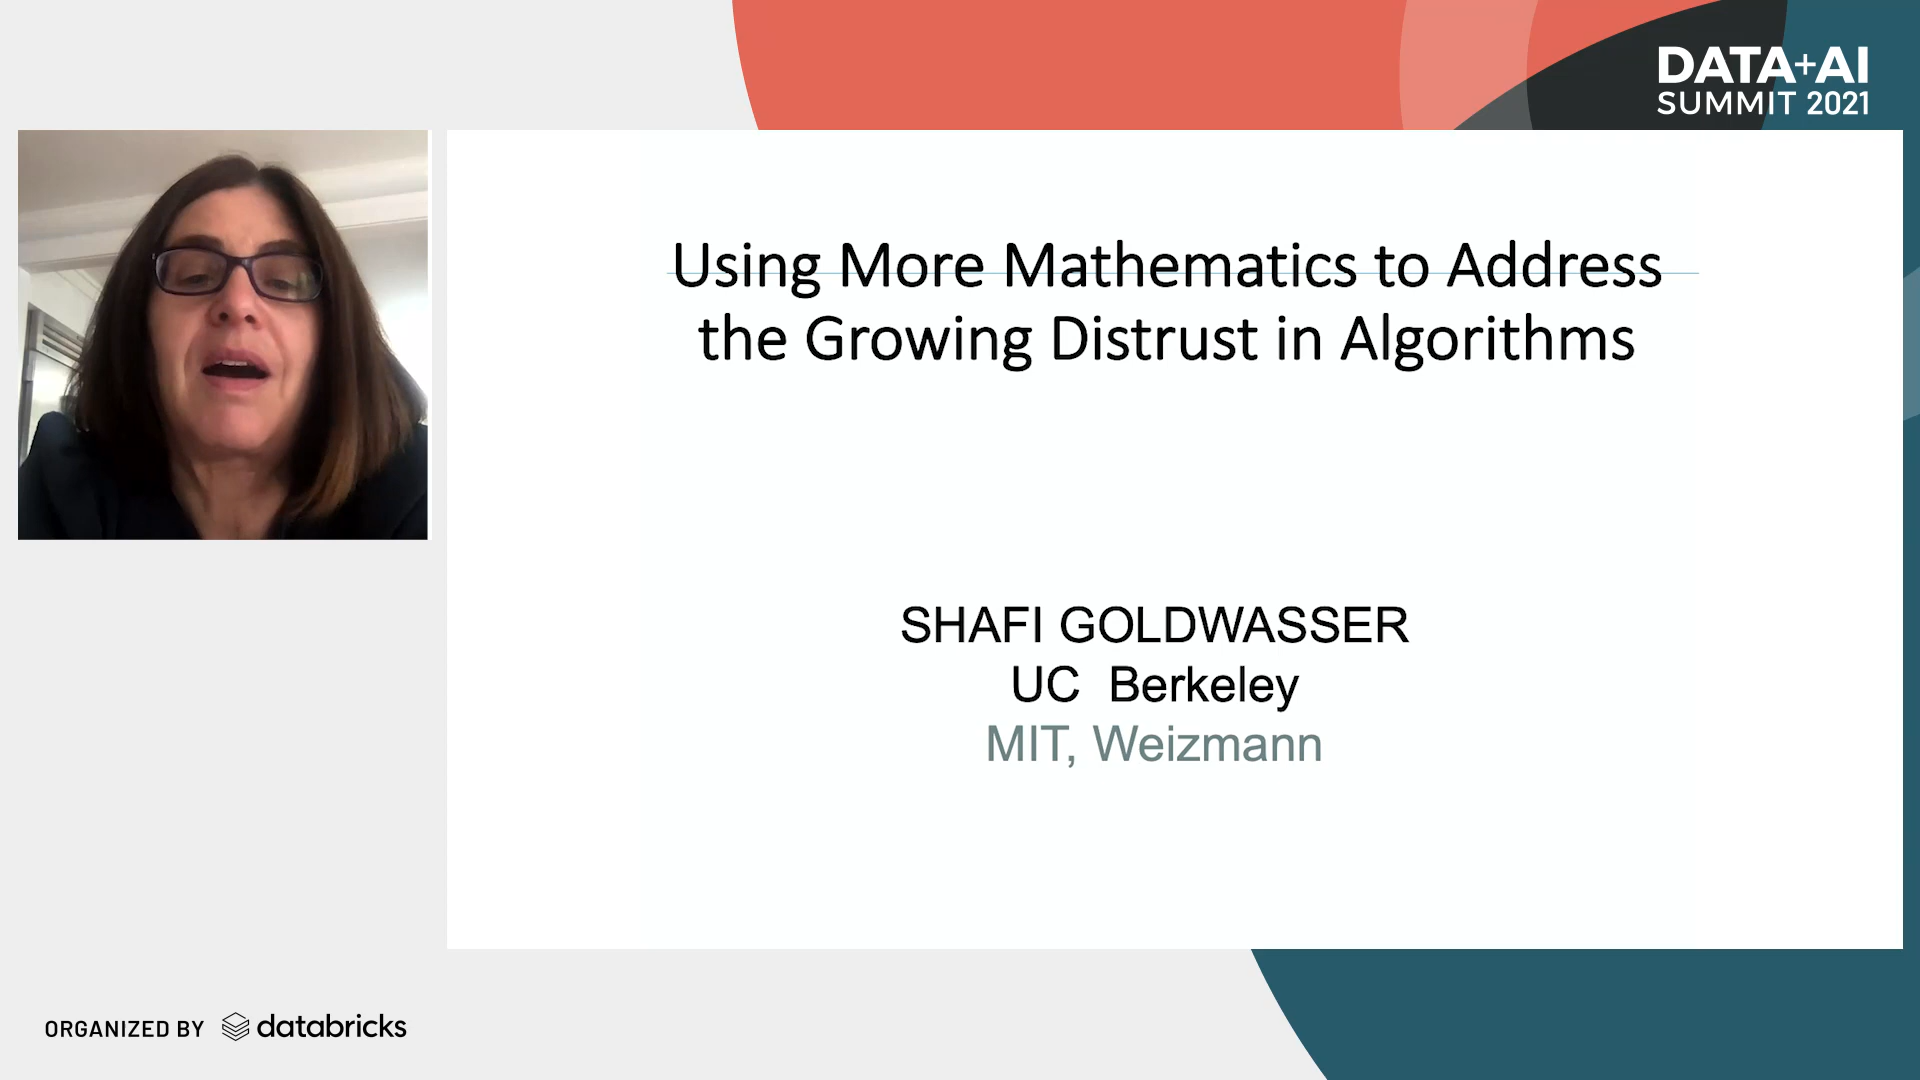 DATA+AI
SUMMIT 2021
Using More Mathematics to Address
the Growing Distrust in Algorithms
SHAFI GOLDWASSER
UC Berkeley
MIT, Weizmann
ORGANIZED BY databricks